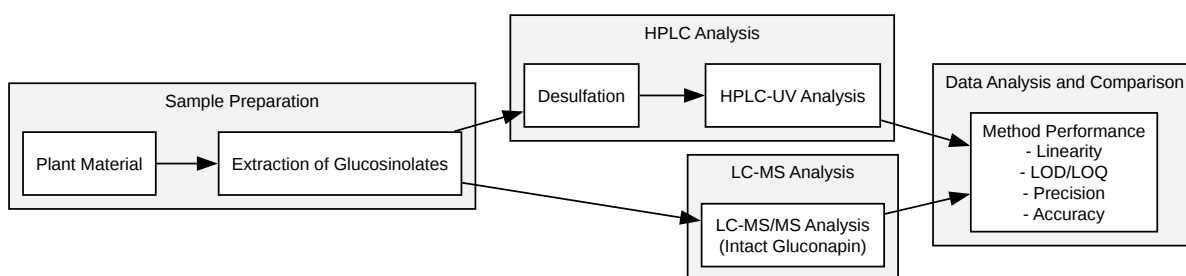 Sample Preparation
Plant Material
Extraction of Glucosinolates
HPLC Analysis
Desulfation
HPLC-UV Analysis
LC-MS Analysis
LC-MS/MS Analysis
(Intact Gluconapin)
Data Analysis and Comparison
Method Performance
- Linearity
- LOD/LOQ
- Precision
- Accuracy